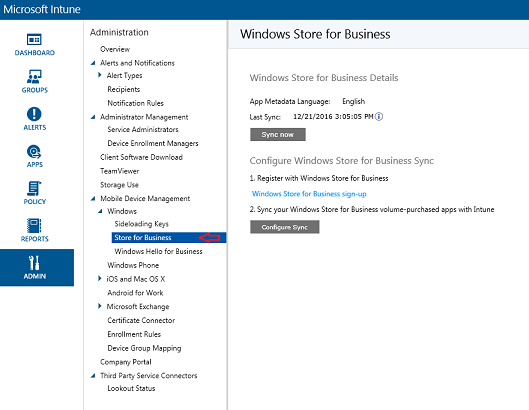 Microsoft Intune
DASHBOARD
GROUPS
ALERTS
APPS
POLICY
REPORTS
ADMIN
Administration
Overview
Alerts and Notifications
Alert Types
Recipients
Notification Rules
Administrator Management
Service Administrators
Device Enrollment Managers
Client Software Download
TeamViewer
Storage Use
Mobile Device Management
Windows
Sideloading Keys
Store for Business
Windows Hello for Business
Windows Phone
iOS and Mac OS X
Android for Work
Microsoft Exchange
Certificate Connector
Enrollment Rules
Device Group Mapping
Company Portal
Third Party Service Connectors
Lookout Status
Windows Store for Business
Windows Store for Business Details
App Metadata Language: English
Last Sync: 12/21/2016 3:05:05 PM
Sync now
Configure Windows Store for Business Sync
1. Register with Windows Store for Business
Windows Store for Business sign-up
2. Sync your Windows Store for Business volume-purchased apps with Intune
Configure Sync